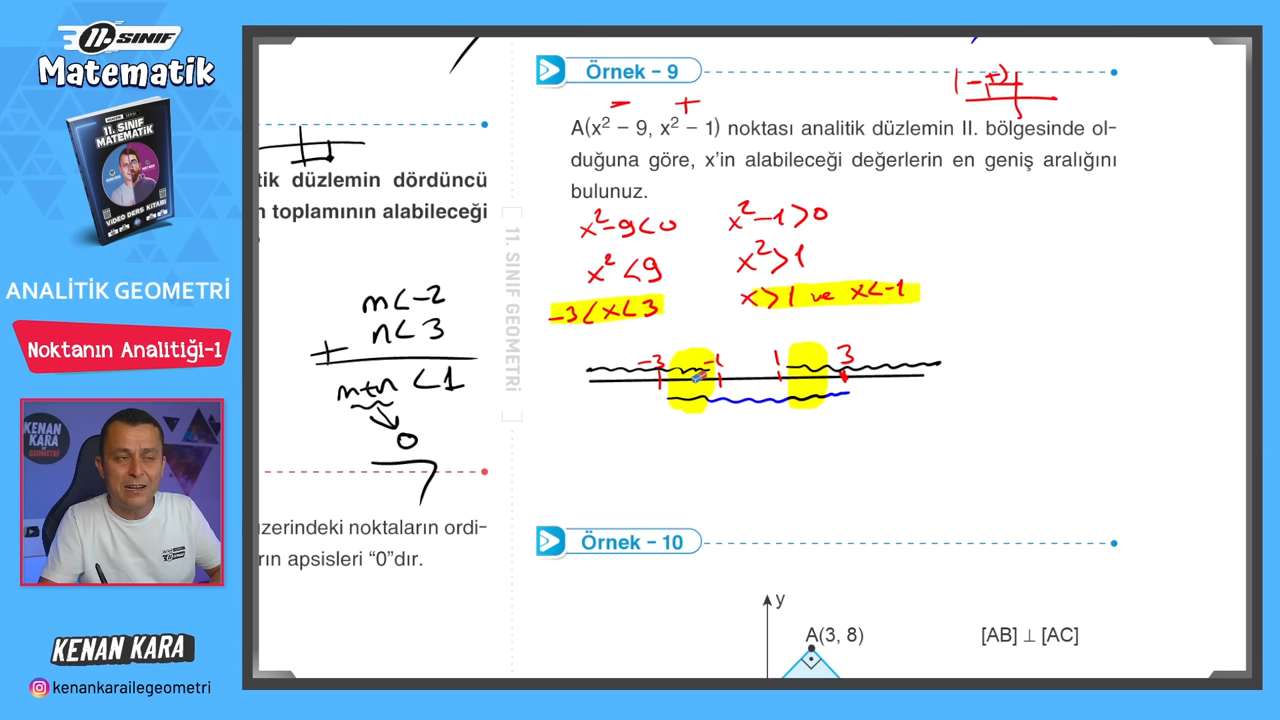 11. SINIF
Matematik
11. SINIF
MATEMATİK
VIDEO DERS KİTABI
ANALİTİK GEOMETRİ
Noktanın Analitiği-1
KENAN
KARA
GEOMETRİ
KENAN KARA
kenankarailegeometri
tik düzlemin dördüncü
n toplamının alabileceği
m<-2
n<3
+
m+n <1
0
üzerindeki noktaların ordi-
rın apsisleri "0"dır.
11. SINIF GEOMETRİ
Örnek - 9
(-,+)
- +
A(x² – 9, x² – 1) noktası analitik düzlemin II. bölgesinde ol-
duğuna göre, x'in alabileceği değerlerin en geniş aralığını
bulunuz.
x²-9<0 x²-1>0
x²<9 x²>1
-3<x<3 x>1 ve x<-1
-3 -1 1 3
Örnek - 10
y
A(3, 8) [AB] ⊥ [AC]